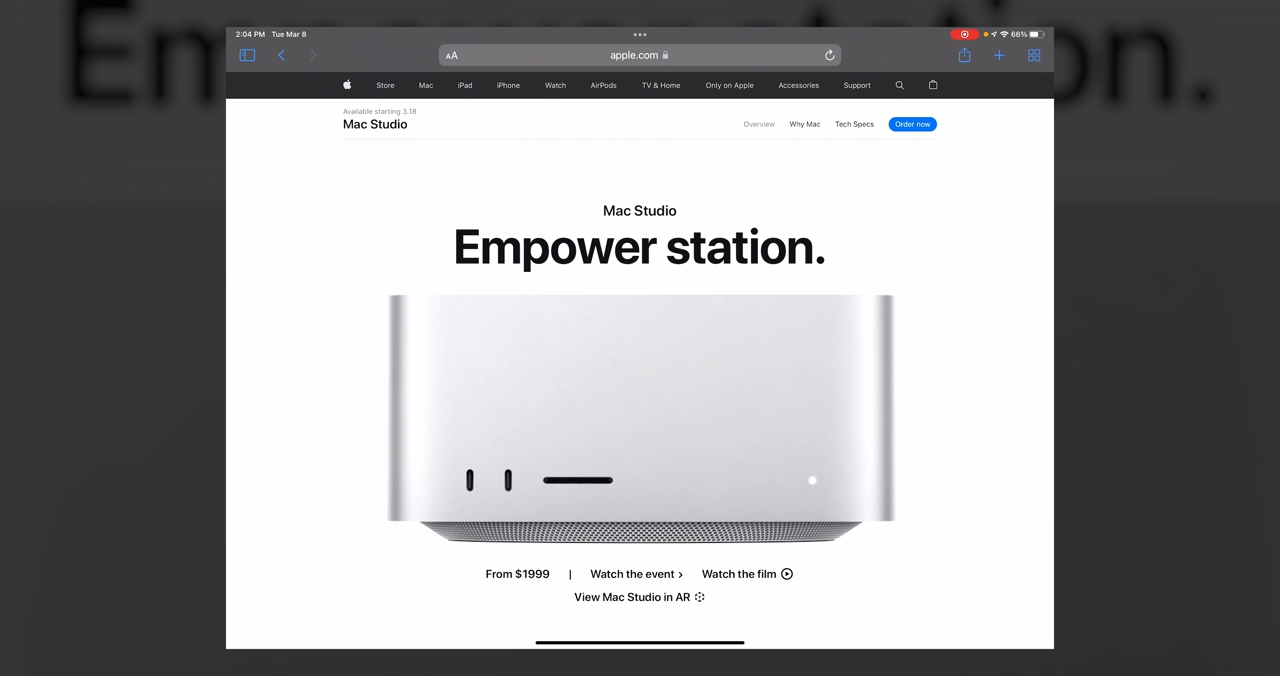 Empower station.
2:04 PM Tue Mar 8
66%
AA
apple.com
Store Mac iPad iPhone Watch AirPods TV & Home Only on Apple Accessories Support
Available starting 3.18
Mac Studio
Overview Why Mac Tech Specs Order now
Mac Studio
Empower station.
From $1999 | Watch the event › Watch the film
View Mac Studio in AR